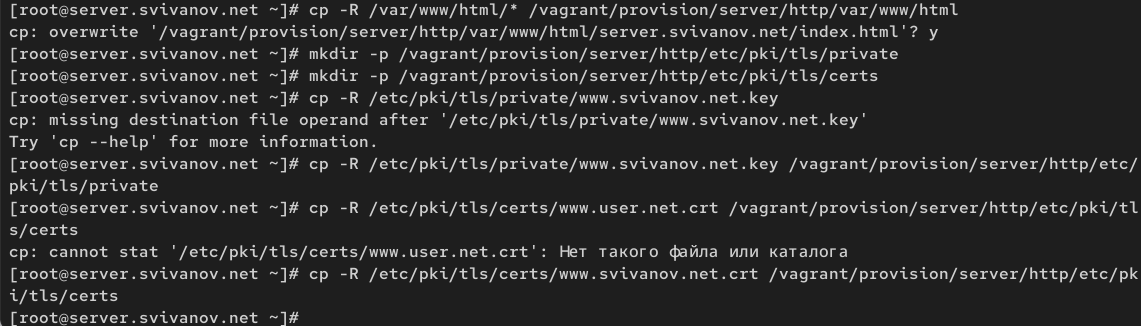 [root@server.svivanov.net ~]# cp -R /var/www/html/* /vagrant/provision/server/http/var/www/html
cp: overwrite '/vagrant/provision/server/http/var/www/html/server.svivanov.net/index.html'? y
[root@server.svivanov.net ~]# mkdir -p /vagrant/provision/server/http/etc/pki/tls/private
[root@server.svivanov.net ~]# mkdir -p /vagrant/provision/server/http/etc/pki/tls/certs
[root@server.svivanov.net ~]# cp -R /etc/pki/tls/private/www.svivanov.net.key
cp: missing destination file operand after '/etc/pki/tls/private/www.svivanov.net.key'
Try 'cp --help' for more information.
[root@server.svivanov.net ~]# cp -R /etc/pki/tls/private/www.svivanov.net.key /vagrant/provision/server/http/etc/
pki/tls/private
[root@server.svivanov.net ~]# cp -R /etc/pki/tls/certs/www.user.net.crt /vagrant/provision/server/http/etc/pki/tl
s/certs
cp: cannot stat '/etc/pki/tls/certs/www.user.net.crt': Нет такого файла или каталога
[root@server.svivanov.net ~]# cp -R /etc/pki/tls/certs/www.svivanov.net.crt /vagrant/provision/server/http/etc/pk
i/tls/certs
[root@server.svivanov.net ~]#